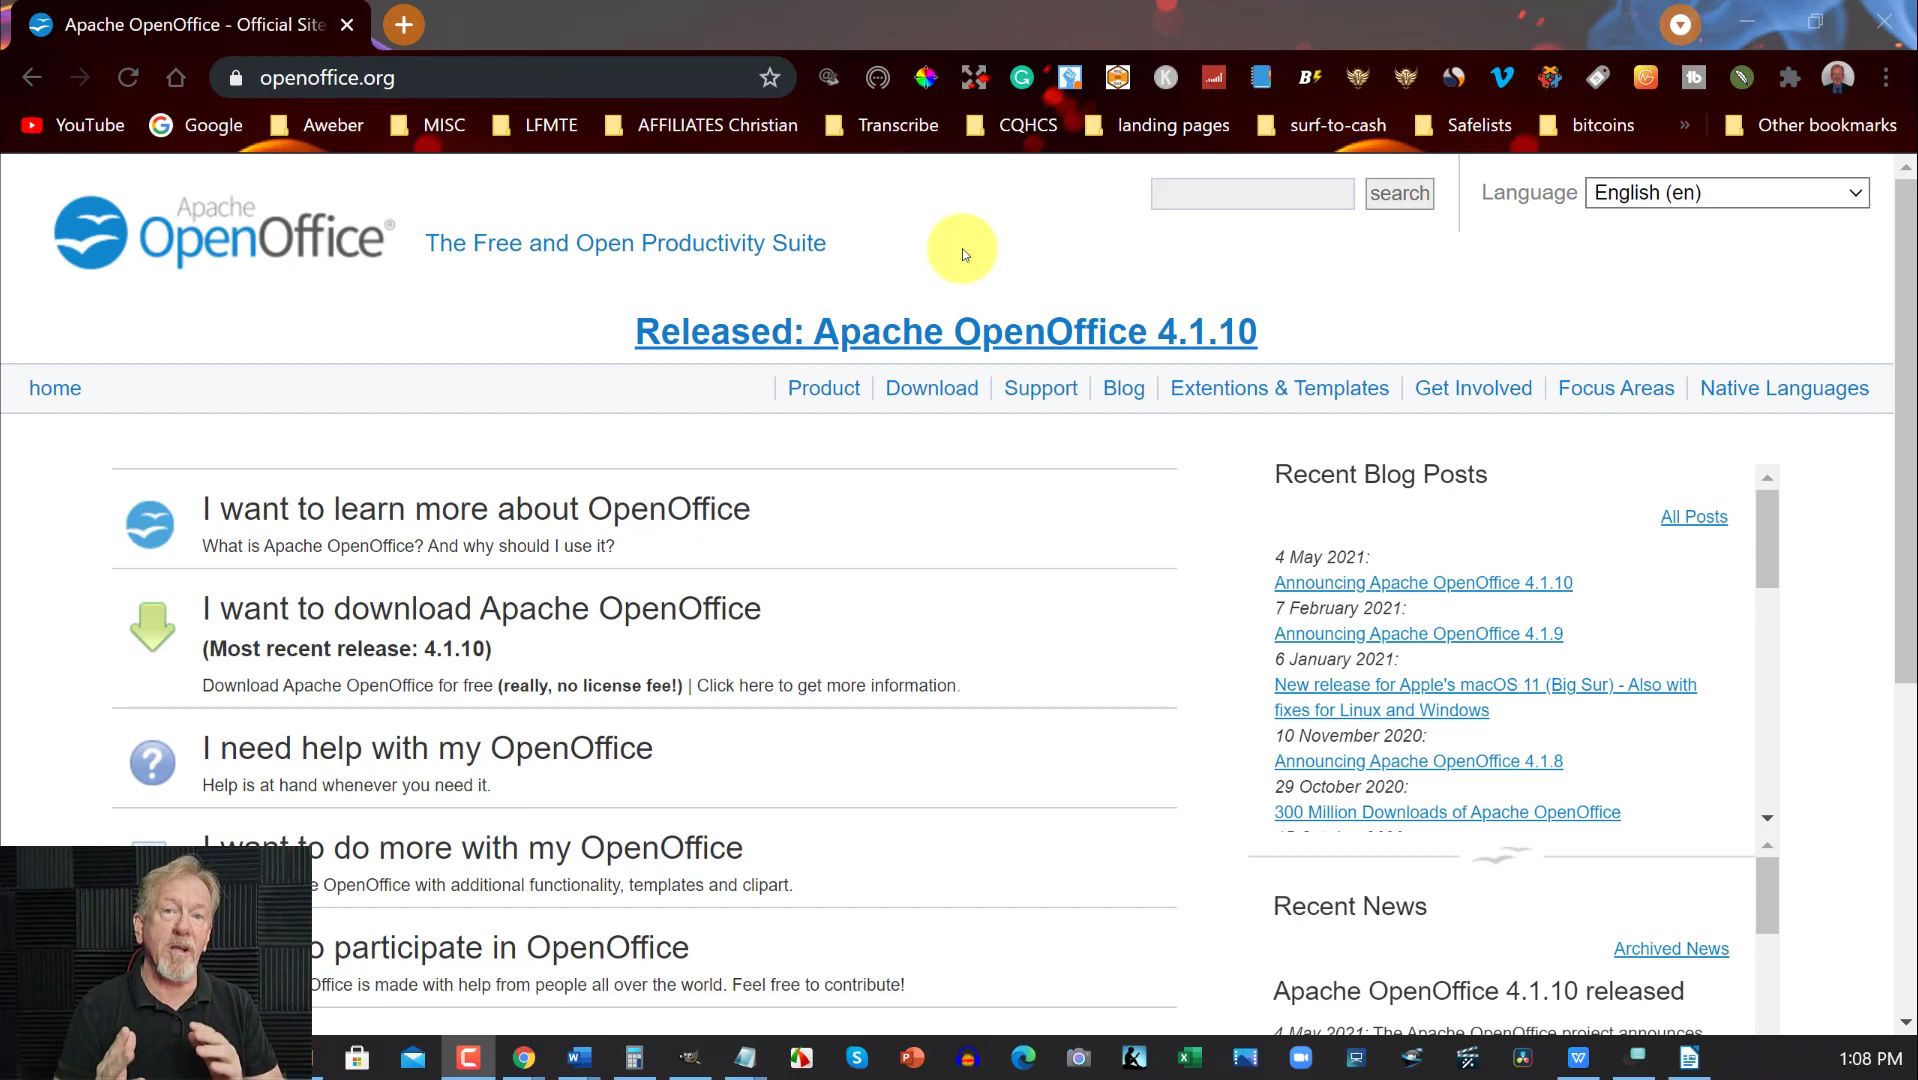 Apache OpenOffice - Official Site
openoffice.org
YouTube Google Aweber MISC LFMTE AFFILIATES Christian Transcribe CQHCS landing pages surf-to-cash Safelists bitcoins » Other bookmarks
Apache
OpenOffice®
The Free and Open Productivity Suite
search
Language English (en)
Released: Apache OpenOffice 4.1.10
home Product Download Support Blog Extentions & Templates Get Involved Focus Areas Native Languages
I want to learn more about OpenOffice
What is Apache OpenOffice? And why should I use it?
I want to download Apache OpenOffice
(Most recent release: 4.1.10)
Download Apache OpenOffice for free (really, no license fee!) | Click here to get more information.
I need help with my OpenOffice
Help is at hand whenever you need it.
I want to do more with my OpenOffice
OpenOffice with additional functionality, templates and clipart.
participate in OpenOffice
is made with help from people all over the world. Feel free to contribute!
Recent Blog Posts
All Posts
4 May 2021:
Announcing Apache OpenOffice 4.1.10
7 February 2021:
Announcing Apache OpenOffice 4.1.9
6 January 2021:
New release for Apple's macOS 11 (Big Sur) - Also with
fixes for Linux and Windows
10 November 2020:
Announcing Apache OpenOffice 4.1.8
29 October 2020:
300 Million Downloads of Apache OpenOffice
Recent News
Archived News
Apache OpenOffice 4.1.10 released
4 May 2021: The Apache OpenOffice project announces
1:08 PM